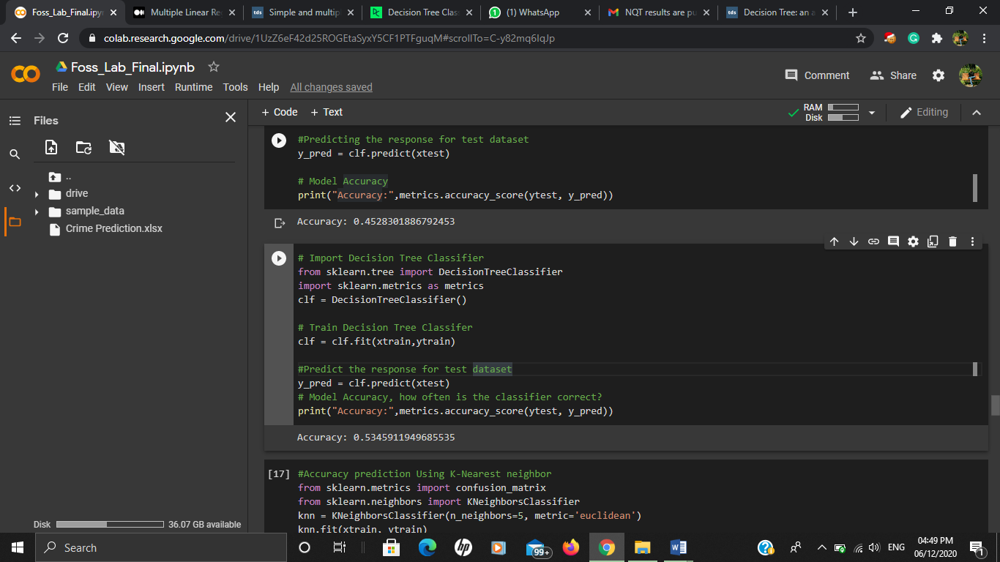 Foss_Lab_Final.ipyn
Multiple Linear Re
Simple and multip
Decision Tree Clas
(1) WhatsApp
NQT results are pu
Decision Tree: an a
colab.research.google.com/drive/1UzZ6eF42d25ROGEtaSyxY5CF1PTFguqM#scrollTo=C-y82mq6IqJp
Foss_Lab_Final.ipynb
File Edit View Insert Runtime Tools Help All changes saved
Comment
Share
Files
+ Code + Text
RAM
Disk
Editing
..
drive
sample_data
Crime Prediction.xlsx
#Predicting the response for test dataset
y_pred = clf.predict(xtest)
# Model Accuracy
print("Accuracy:",metrics.accuracy_score(ytest, y_pred))
Accuracy: 0.4528301886792453
# Import Decision Tree Classifier
from sklearn.tree import DecisionTreeClassifier
import sklearn.metrics as metrics
clf = DecisionTreeClassifier()
# Train Decision Tree Classifer
clf = clf.fit(xtrain,ytrain)
#Predict the response for test dataset
y_pred = clf.predict(xtest)
# Model Accuracy, how often is the classifier correct?
print("Accuracy:",metrics.accuracy_score(ytest, y_pred))
Accuracy: 0.5345911949685535
[17] #Accuracy prediction Using K-Nearest neighbor
from sklearn.metrics import confusion_matrix
from sklearn.neighbors import KNeighborsClassifier
knn = KNeighborsClassifier(n_neighbors=5, metric='euclidean')
knn.fit(xtrain, ytrain)
Disk 36.07 GB available
Search
99+
ENG
04:49 PM
06/12/2020
1